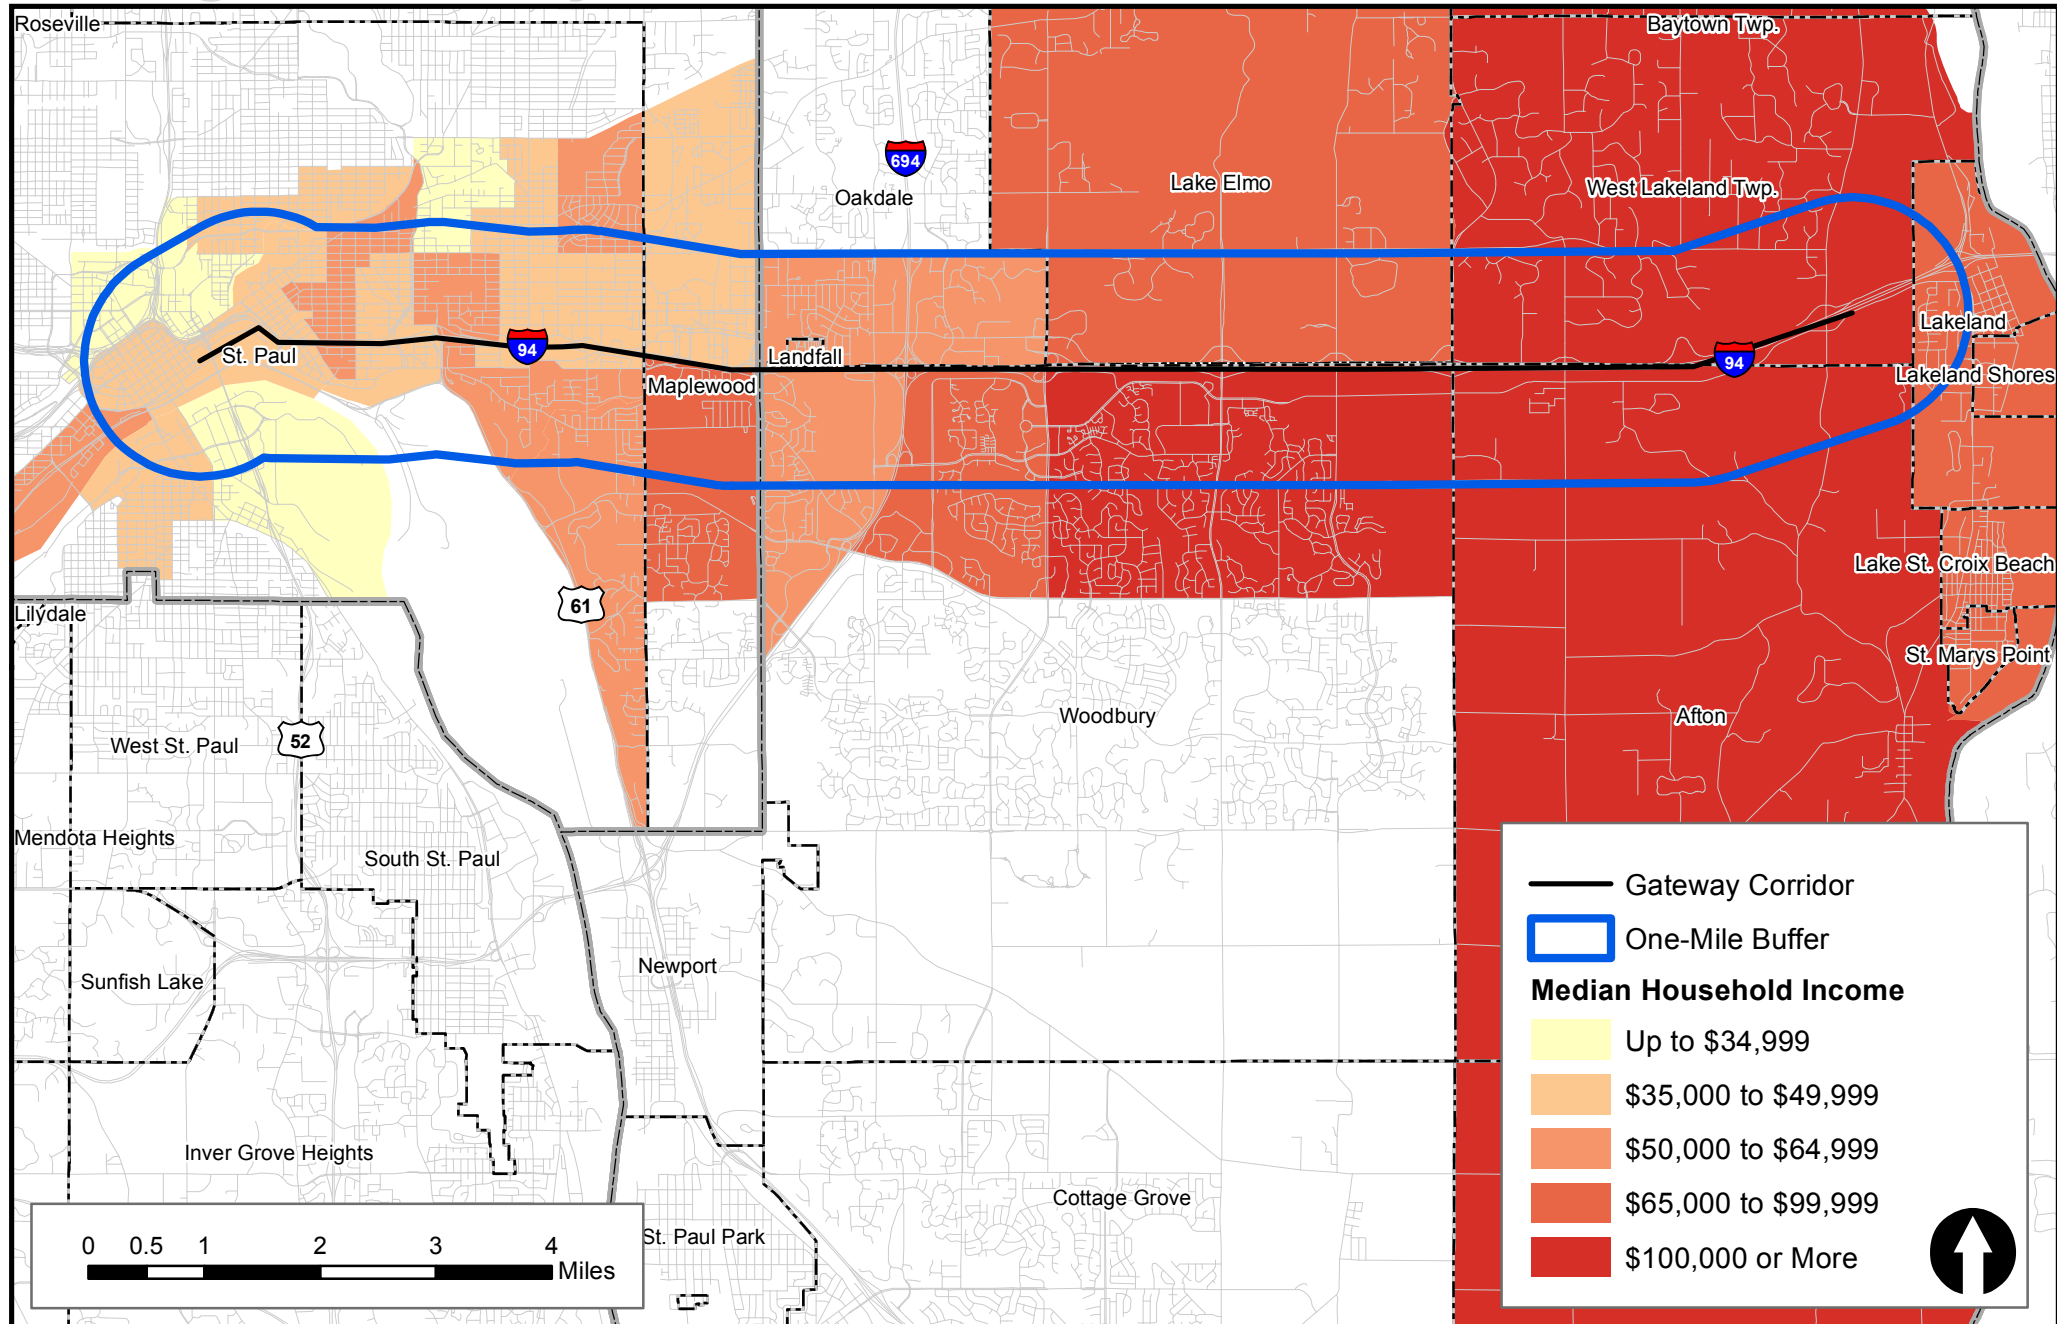 Roseville
Baytown Twp.
694
Oakdale
Lake Elmo
West Lakeland Twp.
St. Paul
94
Landfall
Maplewood
94
Lakeland
Lakeland Shores
Lake St. Croix Beach
61
Lilydale
St. Marys Point
West St. Paul
52
Woodbury
Afton
Mendota Heights
South St. Paul
Sunfish Lake
Newport
Inver Grove Heights
Cottage Grove
St. Paul Park
0 0.5 1 2 3 4
Miles
Gateway Corridor
One-Mile Buffer
Median Household Income
Up to $34,999
$35,000 to $49,999
$50,000 to $64,999
$65,000 to $99,999
$100,000 or More